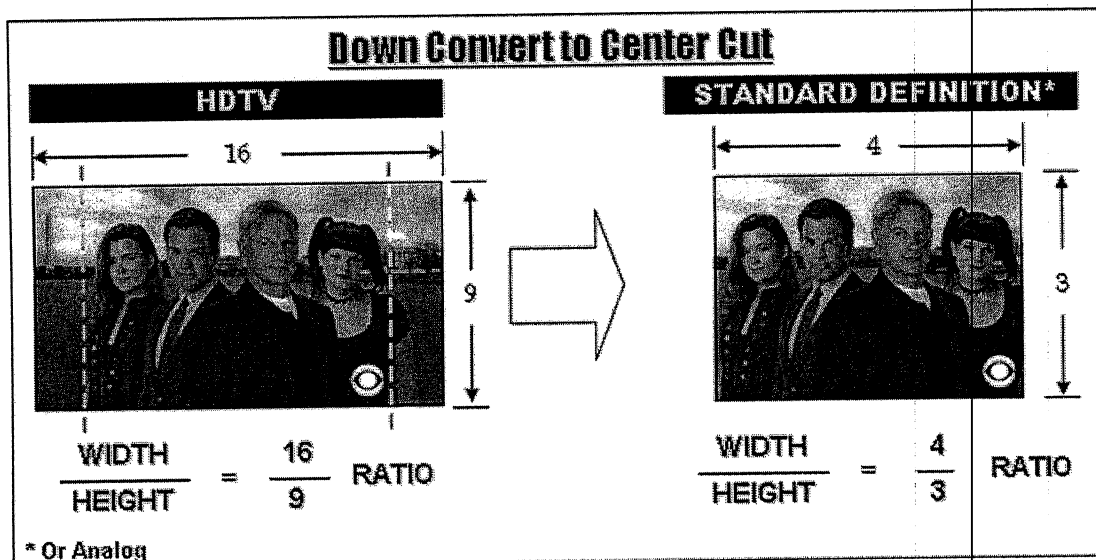 Down Convert to Center Cut
HDTV
STANDARD DEFINITION*
16
4
9
3
WIDTH
HEIGHT
=
16
9
RATIO
WIDTH
HEIGHT
=
4
3
RATIO
* Or Analog